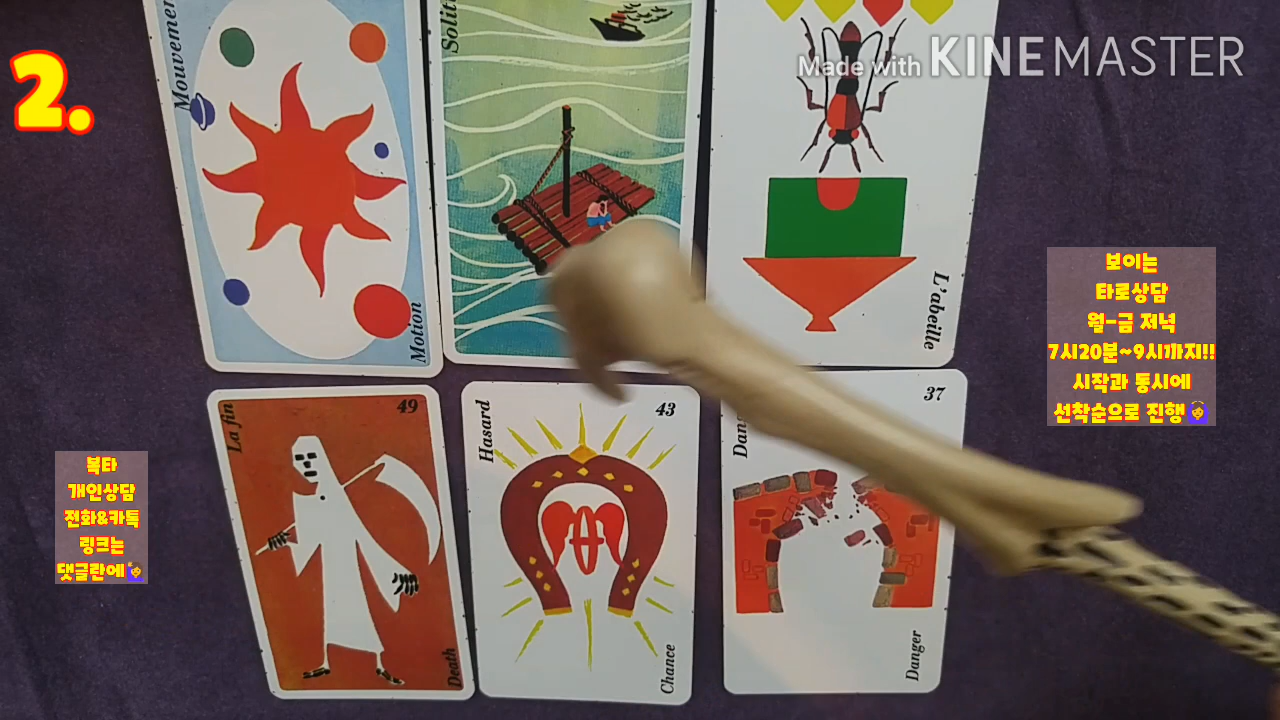 2.
Made with KINEMASTER
Mouvemen
Motion
Solit
L'abeille
보이는
타로상담
월-금 저녁
7시20분~9시까지!!
시작과 동시에
선착순으로 진행
복타
개인상담
전화&카톡
링크는
댓글란에
La fin
49
Death
Hasard
43
Chance
37
Dan
Danger